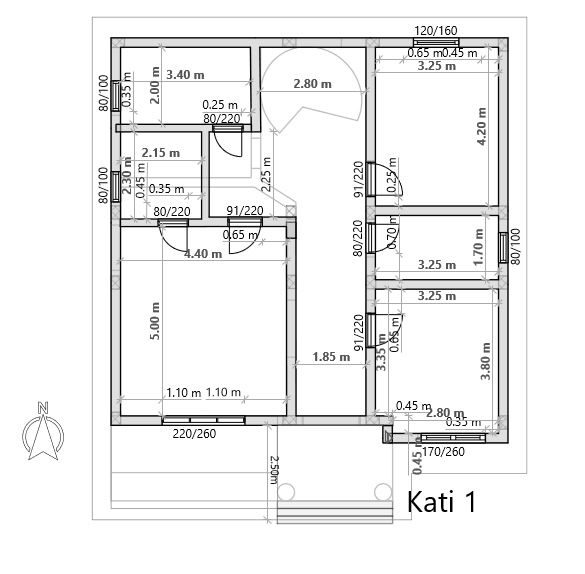 120/160
0.65 m
0.45 m
3.25 m
3.40 m
2.80 m
80/100
0.35 m
2.00 m
0.25 m
80/220
4.20 m
2.15 m
80/100
2.30 m
0.45 m
0.35 m
2.25 m
91/220
0.25 m
80/220
91/220
0.65 m
4.40 m
80/220
0.70 m
1.70 m
80/100
3.25 m
3.25 m
5.00 m
91/220
0.65 m
3.35 m
3.80 m
1.85 m
1.10 m
1.10 m
0.45 m
2.80 m
0.35 m
220/260
170/260
0.45 m
2.50m
N
Kati 1